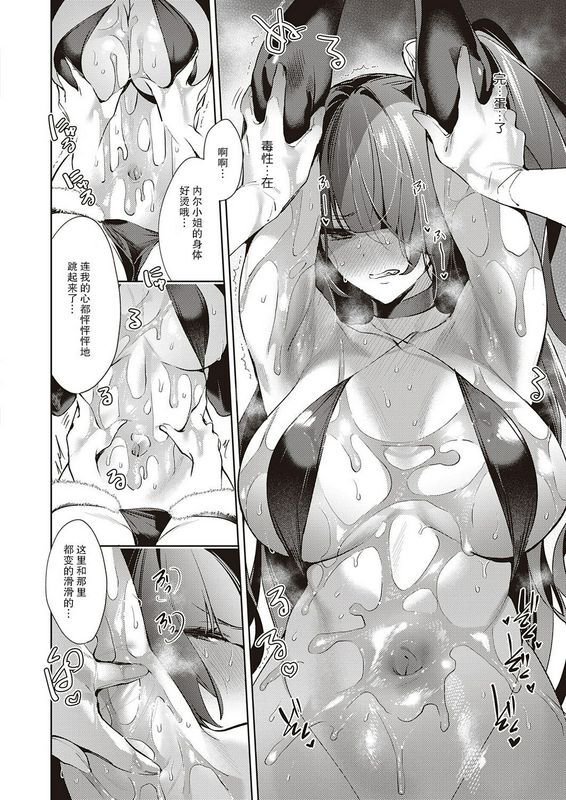 完…蛋了
毒性…在
啊啊…
内尔小姐的身体
好烫哦…
连我的心都怦怦怦地
跳起来了…
这里和那里
都变的滑滑的…